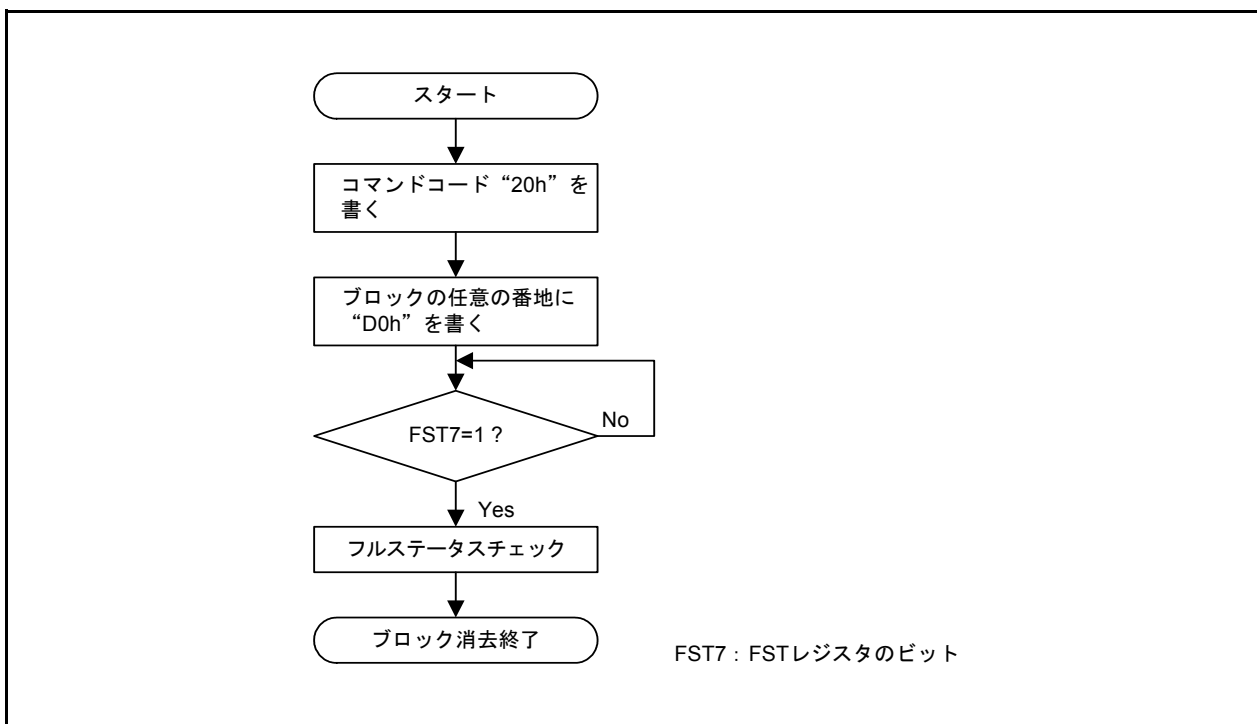 スタート
コマンドコード“20h”を
書く
ブロックの任意の番地に
“D0h”を書く
FST7=1？
No
Yes
フルステータスチェック
ブロック消去終了
FST7：FSTレジスタのビット